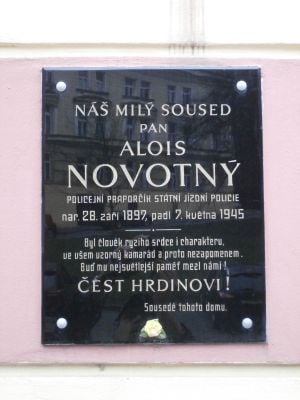 NÁŠ MILÝ SOUSED
PAN
ALOIS
NOVOTNÝ
POLICEJNÍ PRAPORČÍK STÁTNÍ JÍZDNÍ POLICIE
nar. 28. září 1897, padl 7. května 1945
Byl člověk ryzího srdce i charakteru,
ve všem vzorný kamarád a proto nezapomenem.
Buď mu nejsvětlejší paměť mezi námi!
ČEST HRDINOVI!
Sousedé tohoto domu.